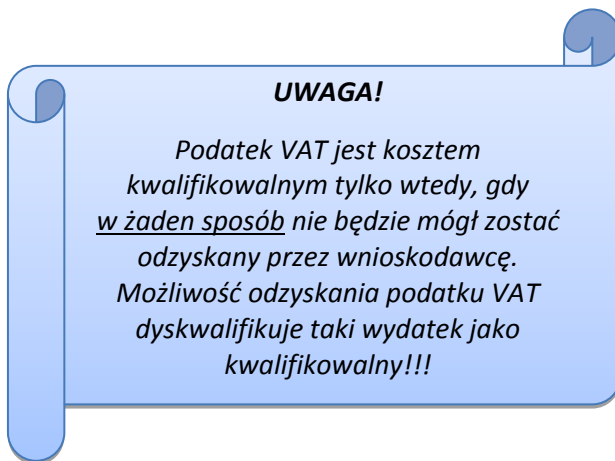 UWAGA!
Podatek VAT jest kosztem
kwalifikowalnym tylko wtedy, gdy
w żaden sposób nie będzie mógł zostać
odzyskany przez wnioskodawcę.
Możliwość odzyskania podatku VAT
dyskwalifikuje taki wydatek jako
kwalifikowalny!!!